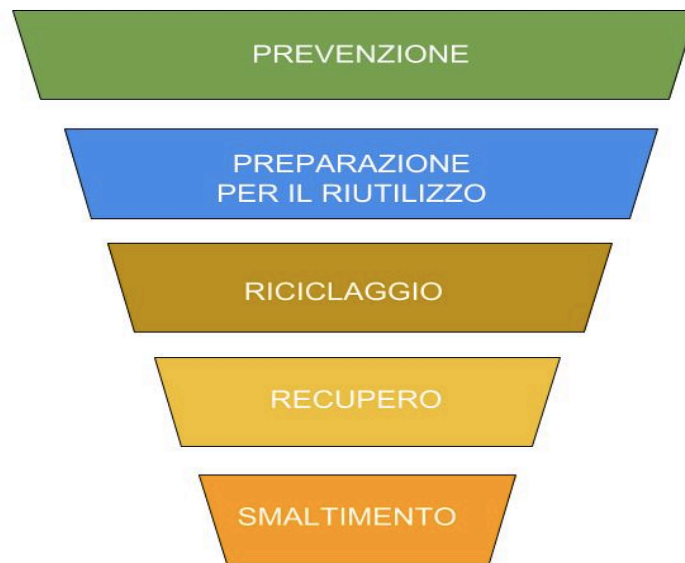 PREVENZIONE
PREPARAZIONE
PER IL RIUTILIZZO
RICICLAGGIO
RECUPERO
SMALTIMENTO